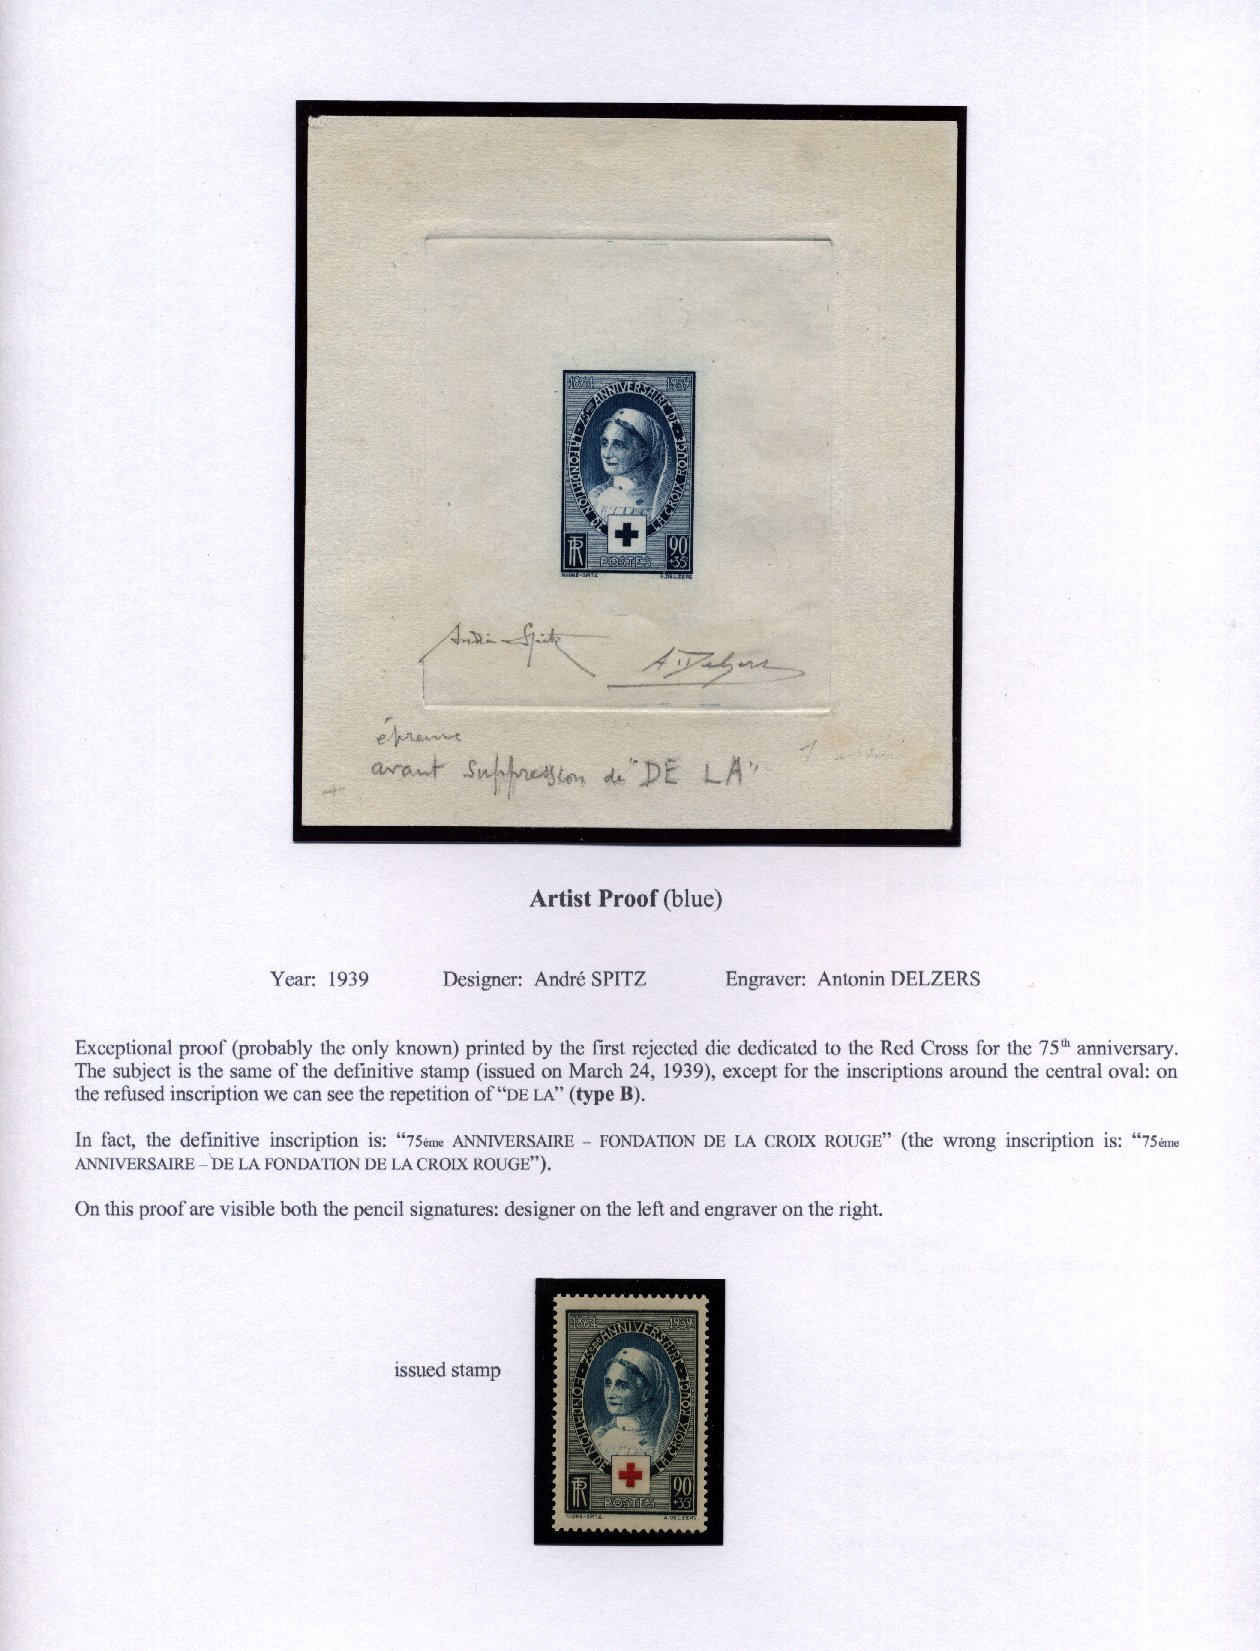 1864 1939
75ème ANNIVERSAIRE DE
LA FONDATION DE LA CROIX ROUGE
RF POSTES 90
+35
ANDRÉ-SPITZ A.DELZERS
André-Spitz
A Delzers
épreuve
avant suppression de "DE LA"
Artist Proof (blue)
Year: 1939 Designer: André SPITZ Engraver: Antonin DELZERS
Exceptional proof (probably the only known) printed by the first rejected die dedicated to the Red Cross for the 75th anniversary.
The subject is the same of the definitive stamp (issued on March 24, 1939), except for the inscriptions around the central oval: on
the refused inscription we can see the repetition of “DE LA” (type B).
In fact, the definitive inscription is: “75éme ANNIVERSAIRE – FONDATION DE LA CROIX ROUGE” (the wrong inscription is: “75éme
ANNIVERSAIRE – DE LA FONDATION DE LA CROIX ROUGE”).
On this proof are visible both the pencil signatures: designer on the left and engraver on the right.
issued stamp
1864 1939
75ème ANNIVERSAIRE
FONDATION DE LA CROIX ROUGE
RF POSTES 90
+35
ANDRÉ-SPITZ A.DELZERS